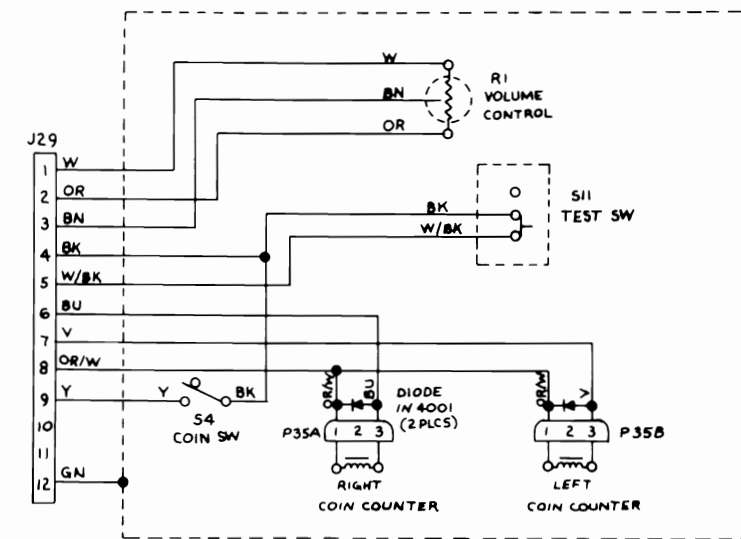 W
R1
VOLUME
CONTROL
BN
OR
J29
1 W
2 OR
3 BN
4 BK
5 W/BK
6 BU
7 V
8 OR/W
9 Y
10
11
12 GN
BK
W/BK
S11
TEST SW
Y
BK
S4
COIN SW
OR/W
BU
DIODE
IN 4001
(2 PLCS)
OR/W
V
P35A 1 2 3
1 2 3 P35B
RIGHT
COIN COUNTER
LEFT
COIN COUNTER